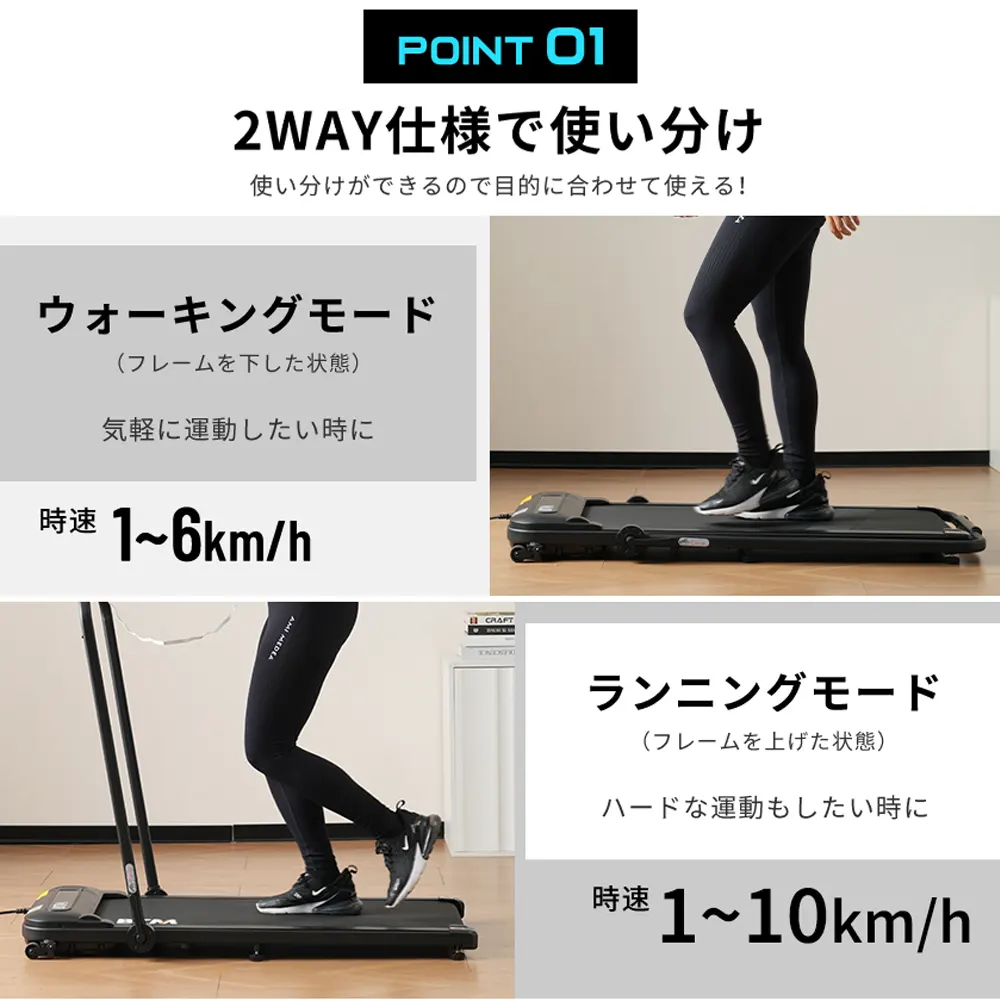 POINT 01
2WAY仕様で使い分け
使い分けができるので目的に合わせて使える!
ウォーキングモード
（フレームを下した状態）
気軽に運動したい時に
時速 1~6km/h
AMI MEDEA
CRAFT
ランニングモード
（フレームを上げた状態）
ハードな運動もしたい時に
時速 1~10km/h